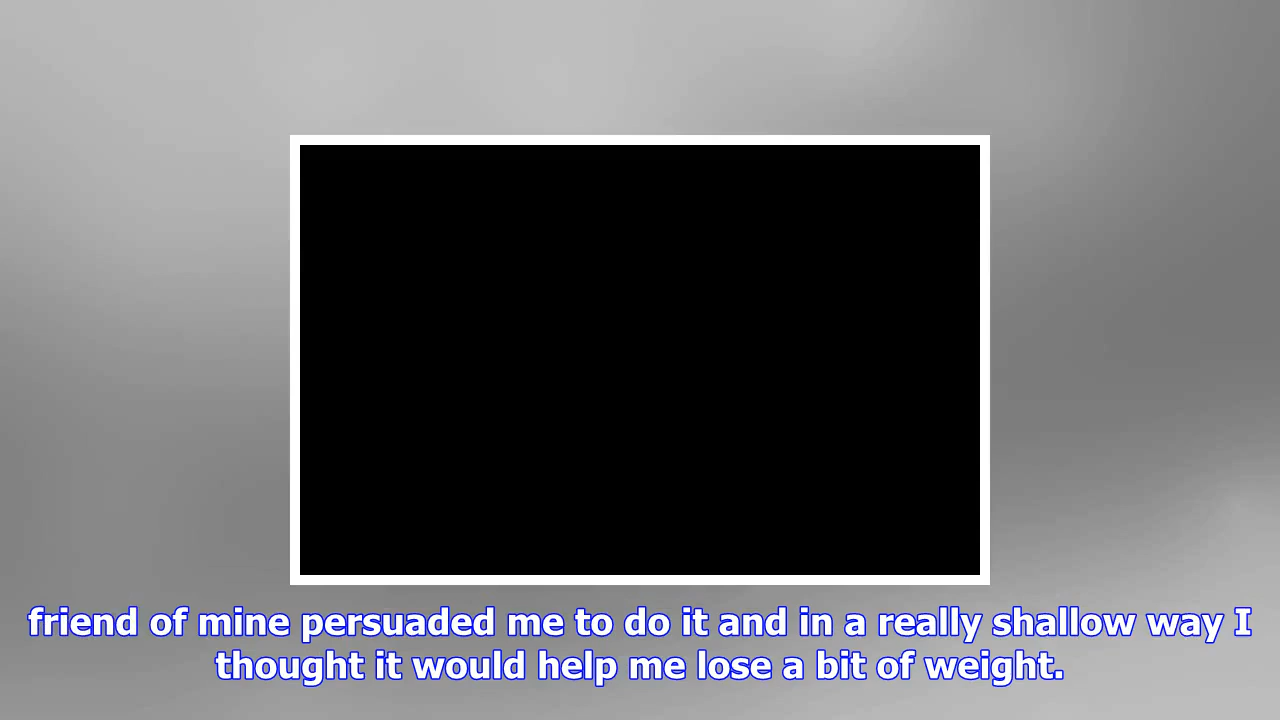 friend of mine persuaded me to do it and in a really shallow way I
thought it would help me lose a bit of weight.